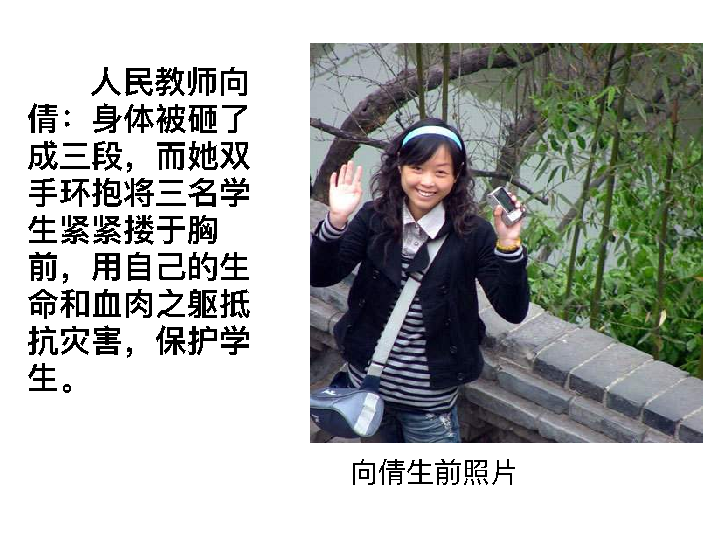 人民教师向
倩：身体被砸了
成三段，而她双
手环抱将三名学
生紧紧搂于胸
前，用自己的生
命和血肉之躯抵
抗灾害，保护学
生。
向倩生前照片